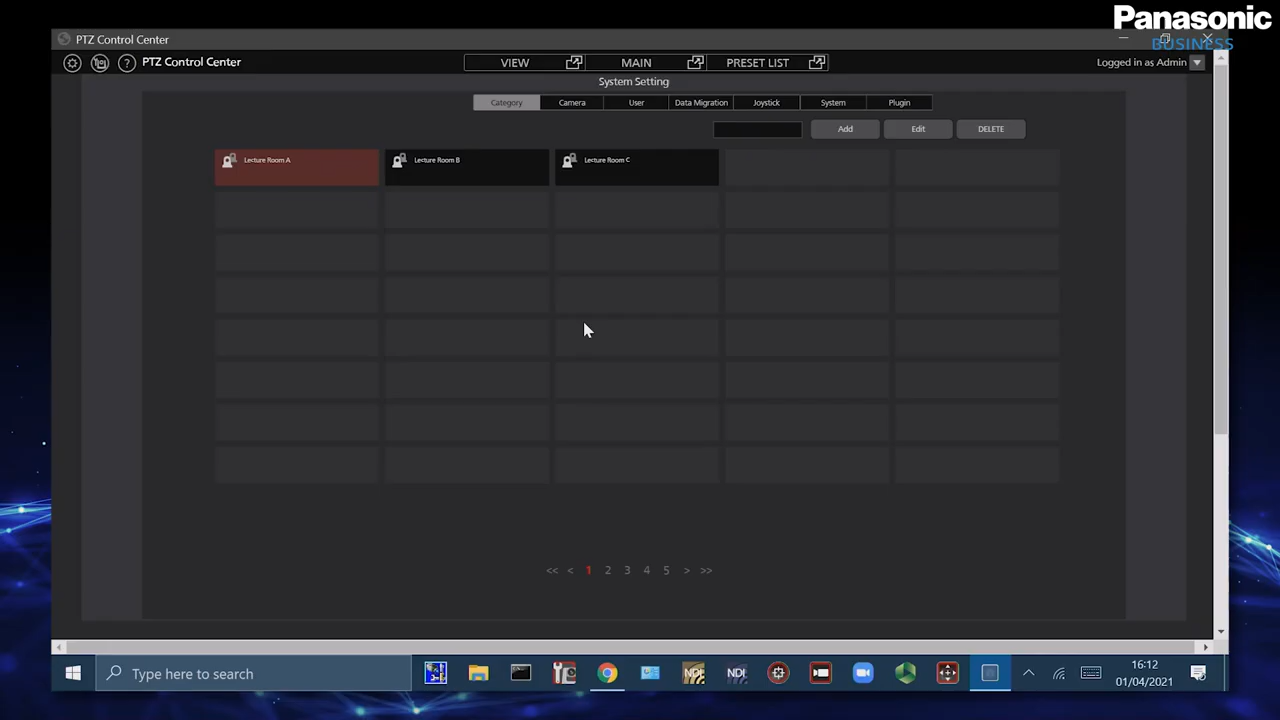 Panasonic
BUSINESS
PTZ Control Center
PTZ Control Center
VIEW
MAIN
PRESET LIST
Logged in as Admin
System Setting
Category
Camera
User
Data Migration
Joystick
System
Plugin
Add
Edit
DELETE
Lecture Room A
Lecture Room B
Lecture Room C
<< < 1 2 3 4 5 > >>
Type here to search
NDI
NDI
16:12
01/04/2021